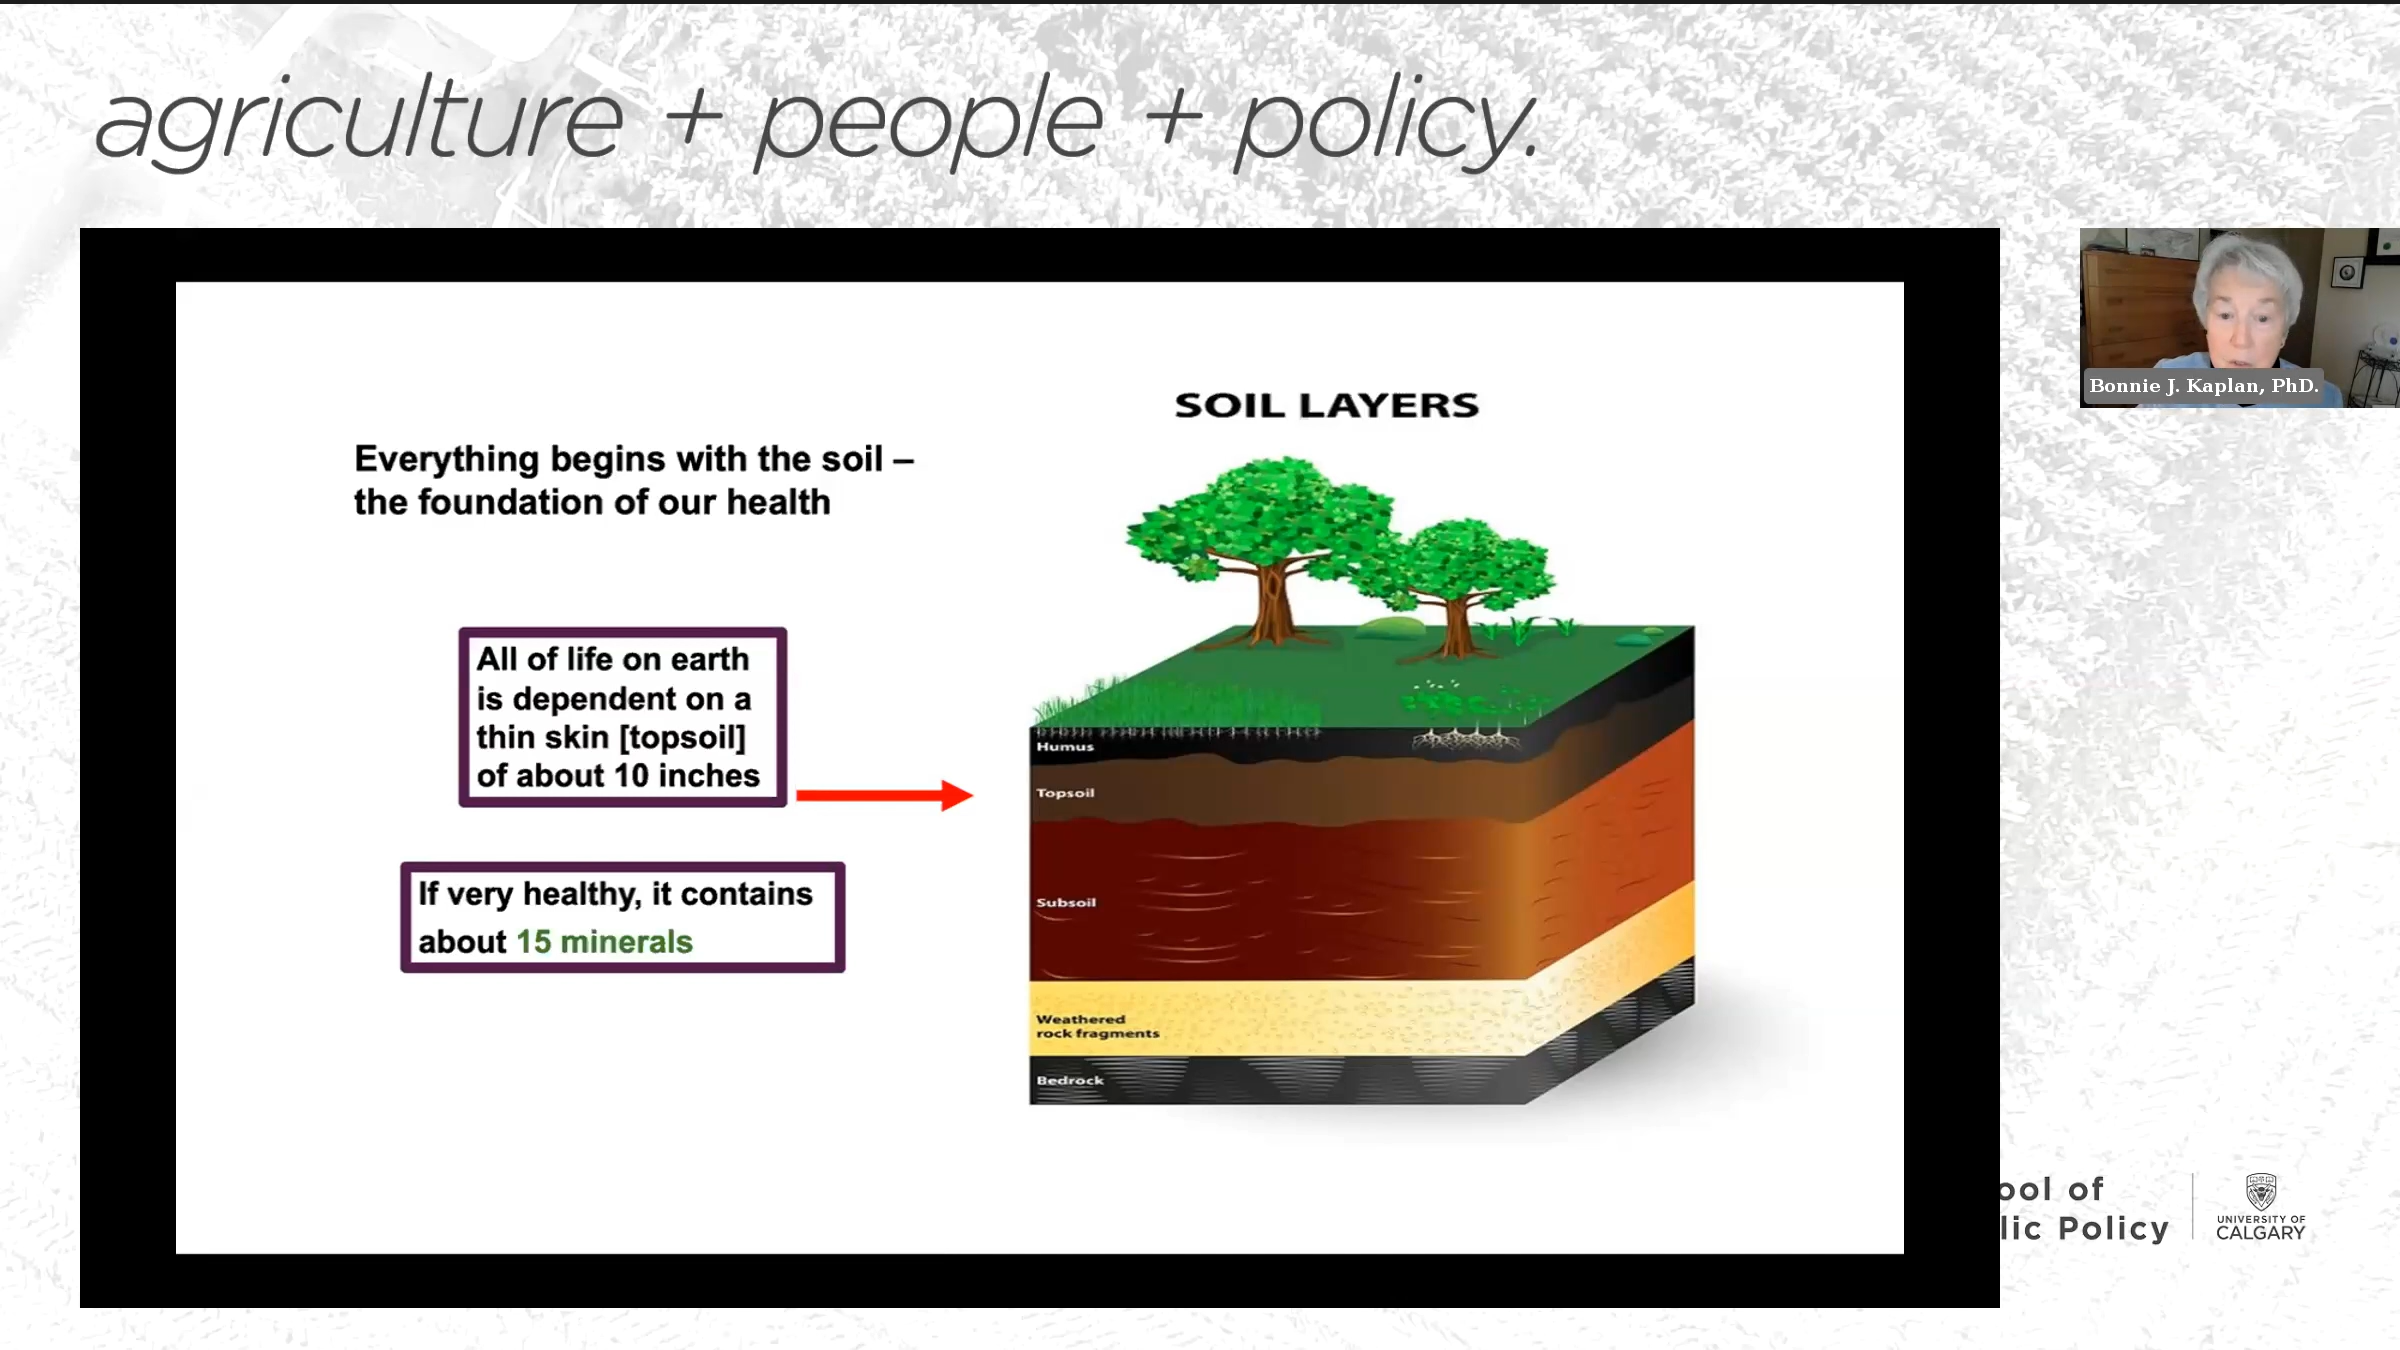 agriculture + people + policy.
Bonnie J. Kaplan, PhD.
SOIL LAYERS
Everything begins with the soil –
the foundation of our health
All of life on earth
is dependent on a
thin skin [topsoil]
of about 10 inches
If very healthy, it contains
about 15 minerals
Humus
Topsoil
Subsoil
Weathered
rock fragments
Bedrock
ool of
lic Policy
UNIVERSITY OF
CALGARY